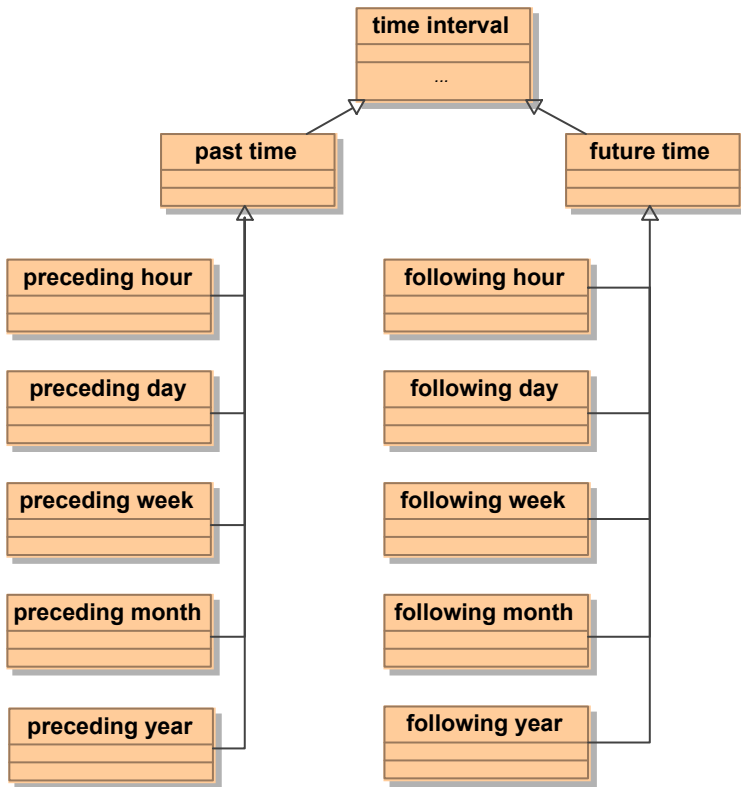 time interval
...
past time
future time
preceding hour
following hour
preceding day
following day
preceding week
following week
preceding month
following month
preceding year
following year